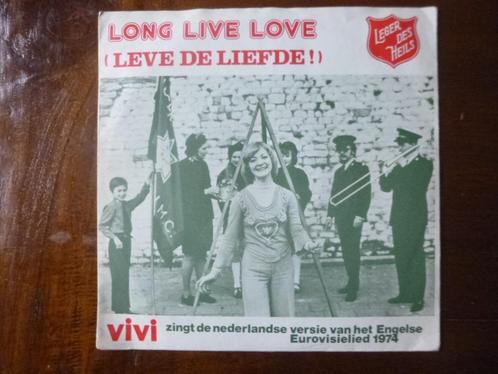 LONG LIVE LOVE
(LEVE DE LIEFDE!)
LEGER
DES
HEILS
vivi
zingt de nederlandse versie van het Engelse
Eurovisielied 1974